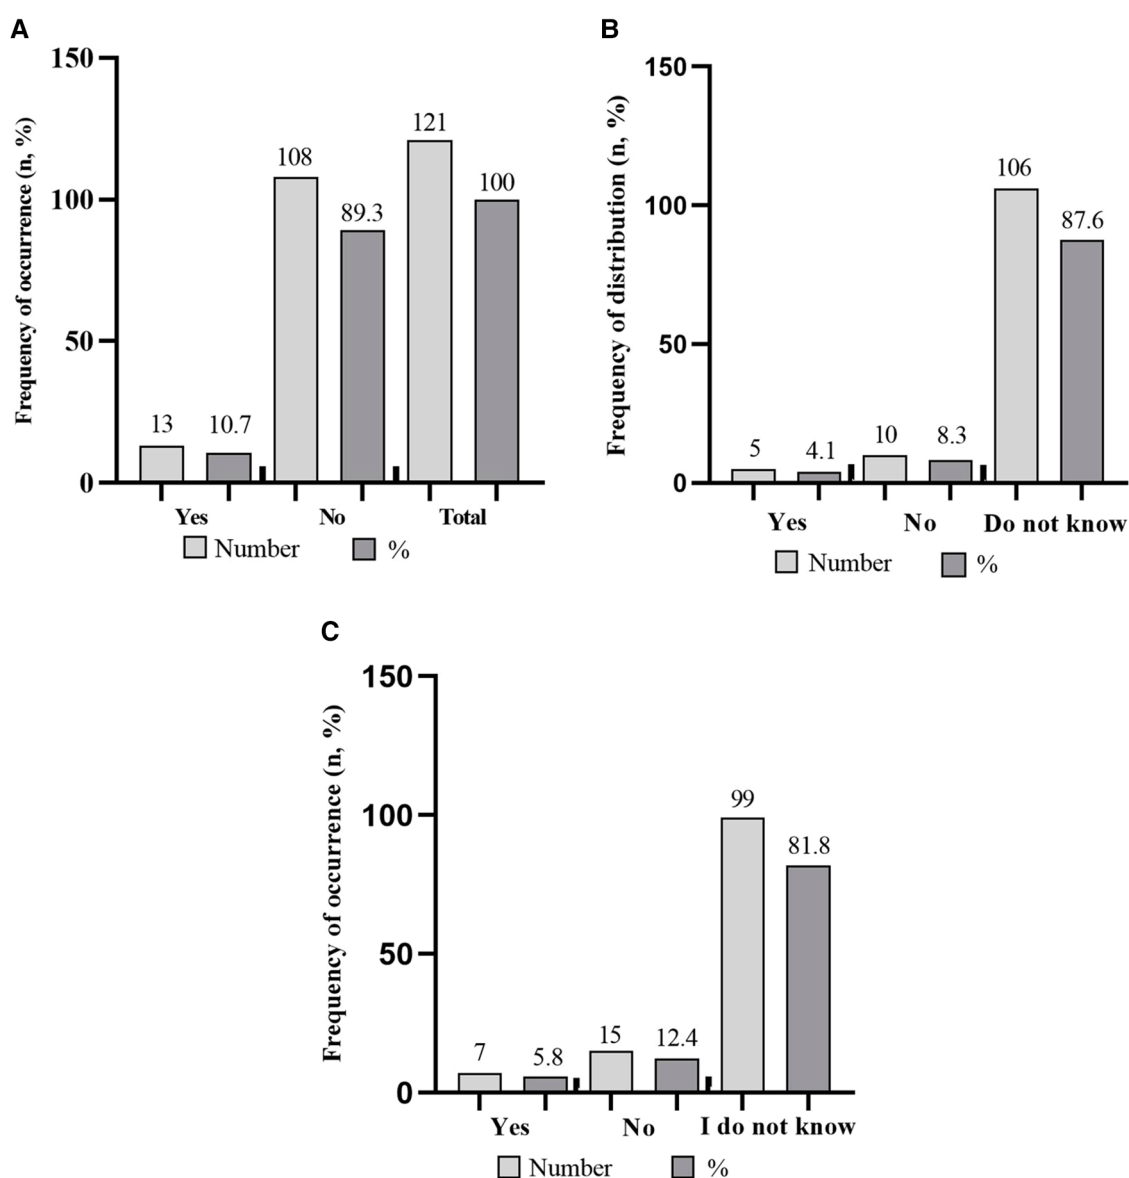 A
Frequency of occurrence (n, %)
150
100
50
0
13
10.7
108
89.3
121
100
Yes
No
Total
Number
%
B
Frequency of distribution (n, %)
150
100
50
0
5
4.1
10
8.3
106
87.6
Yes
No
Do not know
Number
%
C
Frequency of occurrence (n, %)
150
100
50
0
7
5.8
15
12.4
99
81.8
Yes
No
I do not know
Number
%